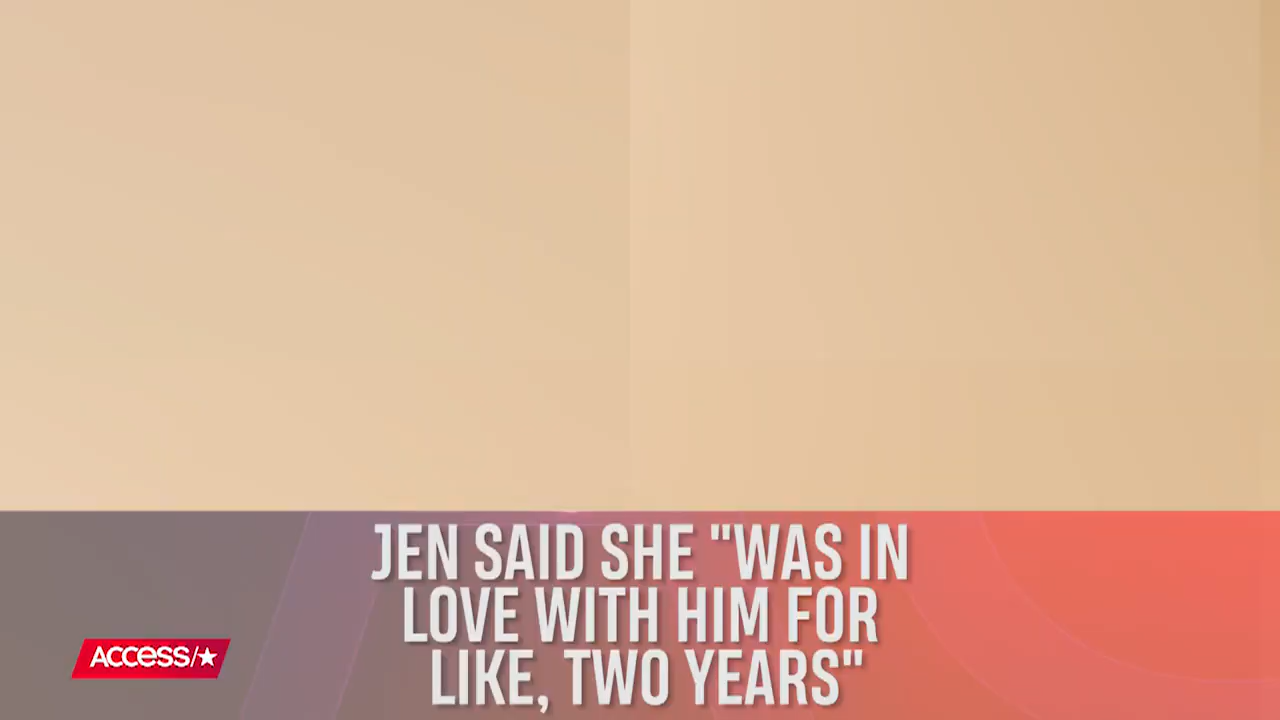 JEN SAID SHE "WAS IN
LOVE WITH HIM FOR
LIKE, TWO YEARS"
ACCESS/★